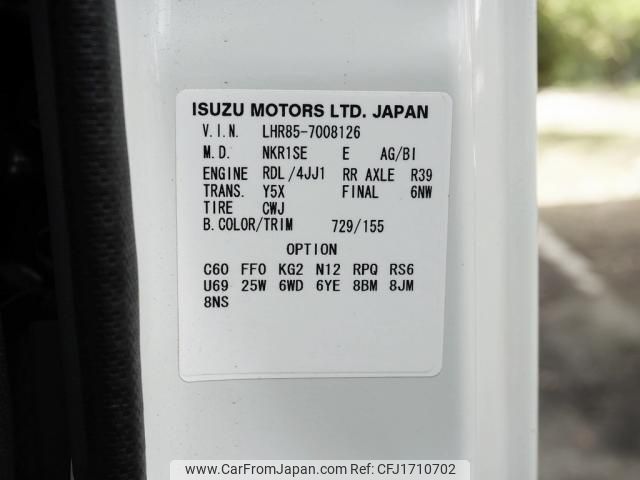 ISUZU MOTORS LTD. JAPAN
V.I.N. LHR85-7008126
M.D. NKR1SE E AG/BI
ENGINE RDL/4JJ1 RR AXLE R39
TRANS. Y5X FINAL 6NW
TIRE CWJ
B.COLOR/TRIM 729/155
OPTION
C60 FF0 KG2 N12 RPQ RS6
U69 25W 6WD 6YE 8BM 8JM
8NS
www.CarFromJapan.com | Ref. CFJ1710702